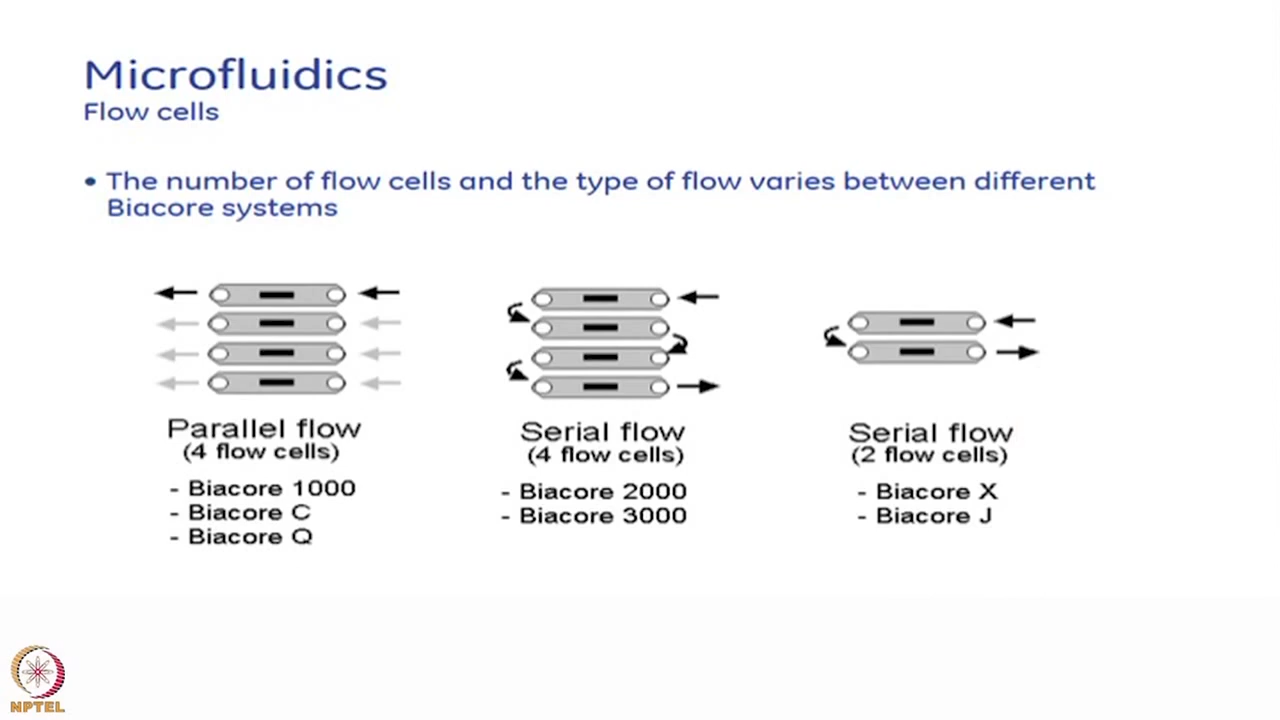 Microfluidics
Flow cells
• The number of flow cells and the type of flow varies between different
Biacore systems
Parallel flow
(4 flow cells)
- Biacore 1000
- Biacore C
- Biacore Q
Serial flow
(4 flow cells)
- Biacore 2000
- Biacore 3000
Serial flow
(2 flow cells)
- Biacore X
- Biacore J
NPTEL